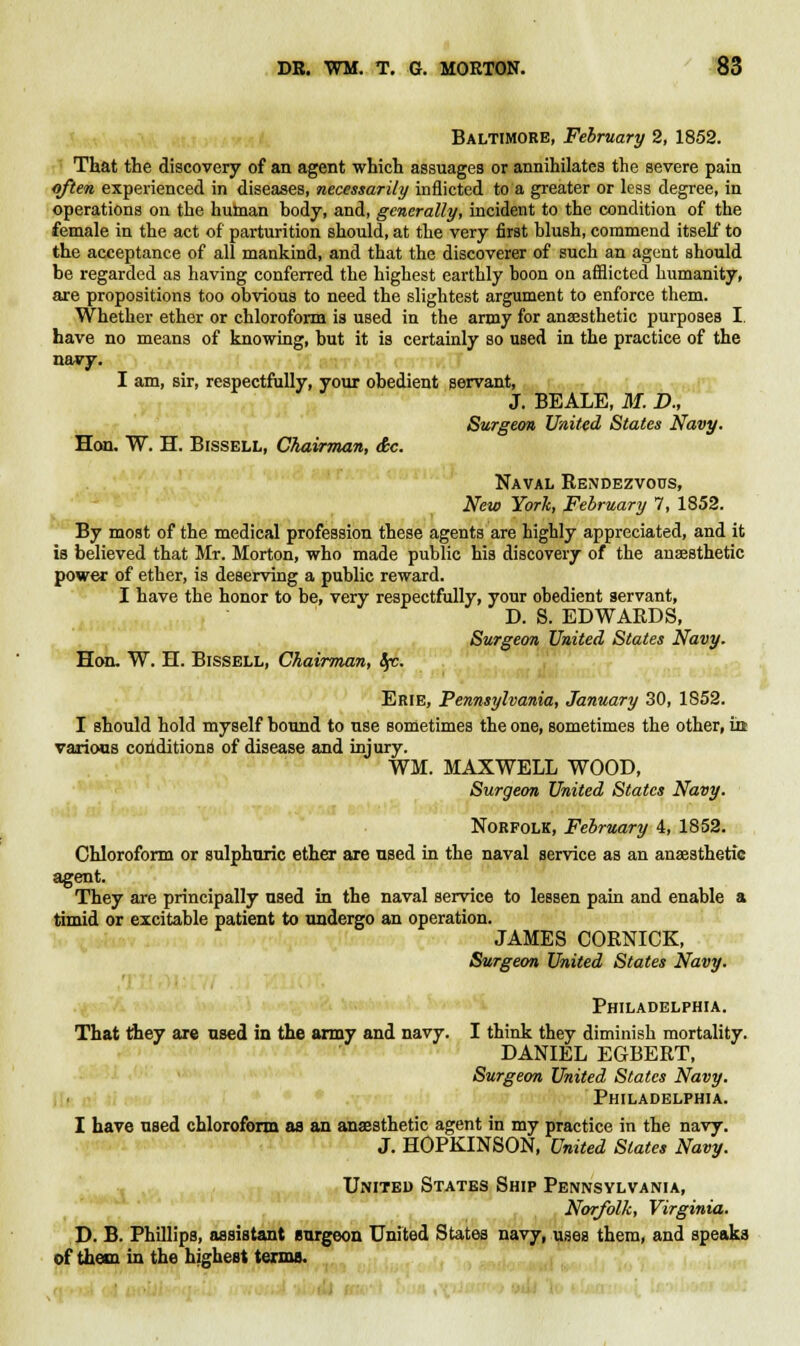 DR. WM. T. G. MORTON. 83
Baltimore, February 2, 1852.
That the discovery of an agent which assuages or annihilates the severe pain
often experienced in diseases, necessarily inflicted to a greater or less degree, in
operations on the human body, and, generally, incident to the condition of the
female in the act of parturition should, at the very first blush, commend itself to
the acceptance of all mankind, and that the discoverer of such an agent should
be regarded as having conferred the highest earthly boon on afflicted humanity,
are propositions too obvious to need the slightest argument to enforce them.
Whether ether or chloroform is used in the army for anæsthetic purposes I
have no means of knowing, but it is certainly so used in the practice of the
navy.
I am, sir, respectfully, your obedient servant,
J. BEALE, M. D.,
Surgeon United States Navy.
Hon. W. H. Bissell, Chairman, &c.
Naval Rendezvous,
New York, February 7, 1852.
By most of the medical profession these agents are highly appreciated, and it
is believed that Mr. Morton, who made public his discovery of the anæsthetic
power of ether, is deserving a public reward.
I have the honor to be, very respectfully, your obedient servant,
D. S. EDWARDS,
Surgeon United States Navy.
Hon. W. H. Bissell, Chairman, &c.
Erie, Pennsylvania, January 30, 1852.
I should hold myself bound to use sometimes the one, sometimes the other, in
various conditions of disease and injury.
WM. MAXWELL WOOD,
Surgeon United States Navy.
Norfolk, February 4, 1852.
Chloroform or sulphuric ether are used in the naval service as an anæsthetic
agent.
They are principally used in the naval service to lessen pain and enable a
timid or excitable patient to undergo an operation.
JAMES CORNICK,
Surgeon United States Navy.
Philadelphia.
That they are used in the army and navy. I think they diminish mortality.
DANIEL EGBERT,
Surgeon United States Navy.
Philadelphia.
I have used chloroform as an anæsthetic agent in my practice in the navy.
J. HOPKINSON, United States Navy.
United States Ship Pennsylvania,
Norfolk, Virginia.
D. B. Phillips, assistant surgeon United States navy, uses them, and speaks
of them in the highest terms.